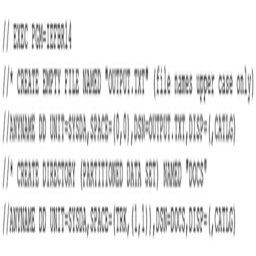 // EXEC PGM=IEFBR14
//* CREATE EMPTY FILE NAMED "OUTPUT.TXT" (file names upper case only)
//ANYNAME DD UNIT=SYSDA,SPACE=(0,0),DSN=OUTPUT.TXT,DISP=(,CATLG)
//* CREATE DIRECTORY (PARTITIONED DATA SET) NAMED "DOCS"
//ANYNAME DD UNIT=SYSDA,SPACE=(TRK,(1,1)),DSN=DOCS,DISP=(,CATLG)